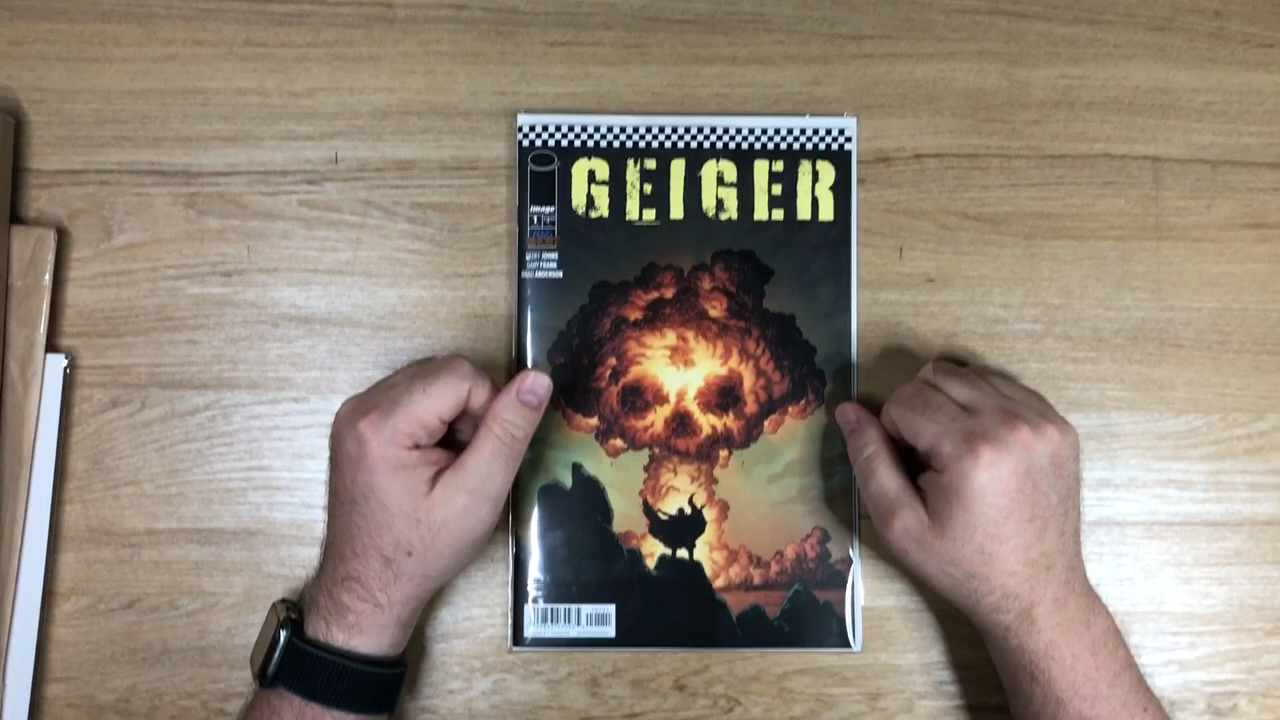 GEIGER
image
1
GEOFF JOHNS
GARY FRANK
BRAD ANDERSON